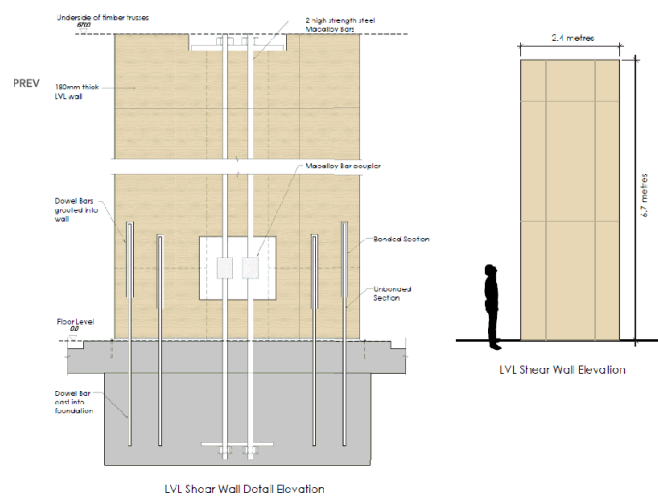 Underside of timber trusses
6700
2 high strength steel
Macalloy Bars
PREV
180mm thick
LVL wall
Macalloy Bar coupler
Dowel Bars
grouted into
wall
Bonded Section
Unbonded
Section
Floor Level
00
Dowel Bar
cast into
foundation
LVL Shear Wall Detail Elevation
2.4 metres
6.7 metres
LVL Shear Wall Elevation